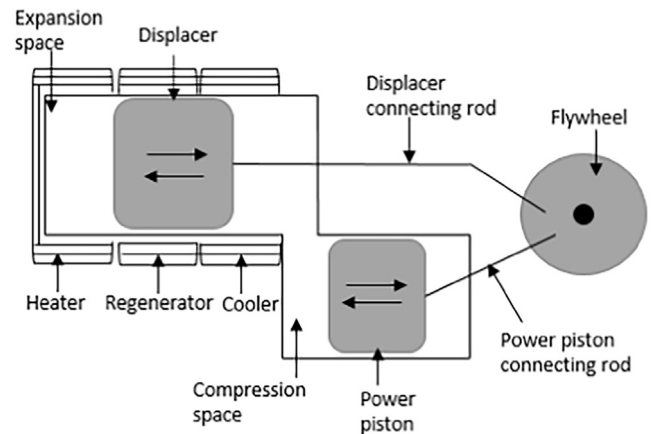 Expansion
space
Displacer
Displacer
connecting rod
Flywheel
Heater
Regenerator
Cooler
Compression
space
Power
piston
Power piston
connecting rod